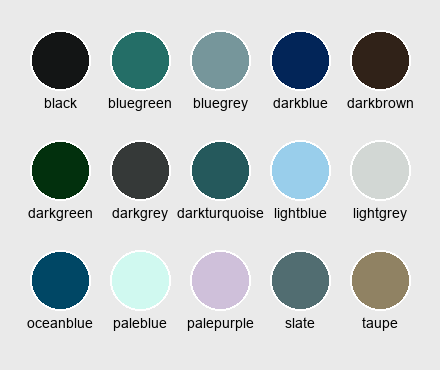 black bluegreen bluegrey darkblue darkbrown
darkgreen darkgrey darkturquoise lightblue lightgrey
oceanblue paleblue palepurple slate taupe